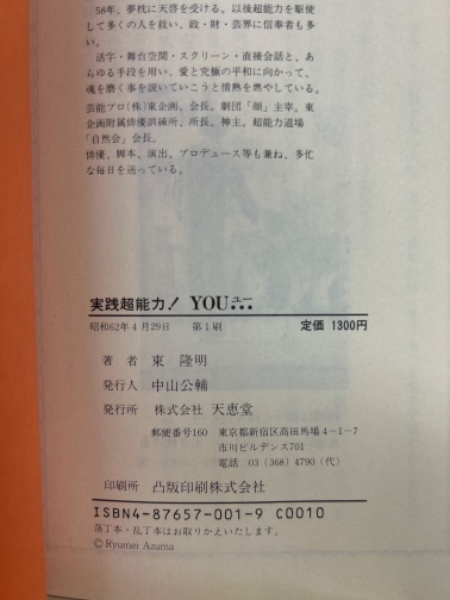 58年、夢枕に天啓を受ける。以後超能力を駆使
して多くの人を救い、政・財・芸界に信奉者も多
い。
活字・舞台空間・スクリーン・直接会話と、あ
らゆる手段を用い、愛と究極の平和に向かって、
魂を磨く事を説いていこうと情熱を燃やしている。
芸能プロ(株)東企画、会長。劇団「顔」主宰。東
企画附属俳優訓練所、所長。神主。超能力道場
「自然会」会長。
俳優、脚本、演出、プロデュース等も兼ね、多忙
な毎日を送っている。
実践超能力! YOU…ユー
昭和62年4月29日 第1刷 定価 1300円
著者 東 隆明
発行人 中山公輔
発行所 株式会社 天恵堂
郵便番号160 東京都新宿区高田馬場4-1-7
市川ビルデンス701
電話 03(368)4790(代)
印刷所 凸版印刷株式会社
ISBN4-87657-001-9 C0010
落丁本・乱丁本はお取りかえいたします。
© Ryumei Azuma